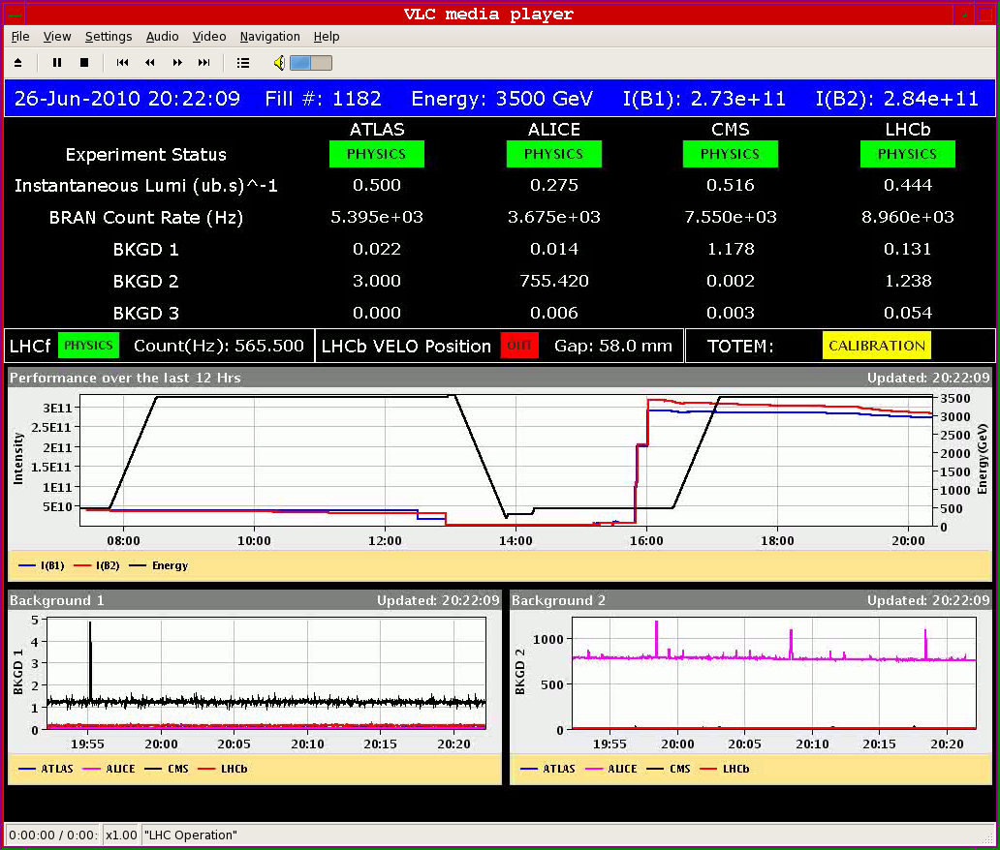 VLC media player
File View Settings Audio Video Navigation Help
26-Jun-2010 20:22:09 Fill #: 1182 Energy: 3500 GeV I(B1): 2.73e+11 I(B2): 2.84e+11
ATLAS ALICE CMS LHCb
Experiment Status PHYSICS PHYSICS PHYSICS PHYSICS
Instantaneous Lumi (ub.s)^-1 0.500 0.275 0.516 0.444
BRAN Count Rate (Hz) 5.395e+03 3.675e+03 7.550e+03 8.960e+03
BKGD 1 0.022 0.014 1.178 0.131
BKGD 2 3.000 755.420 0.002 1.238
BKGD 3 0.000 0.006 0.003 0.054
LHCf PHYSICS Count(Hz): 565.500 LHCb VELO Position OUT Gap: 58.0 mm TOTEM: CALIBRATION
Performance over the last 12 Hrs Updated: 20:22:09
Intensity
3E11
2.5E11
2E11
1.5E11
1E11
5E10
3500
3000
2500
2000
1500
1000
500
0
Energy(GeV)
08:00 10:00 12:00 14:00 16:00 18:00 20:00
I(B1) I(B2) Energy
Background 1 Updated: 20:22:09
BKGD 1
5
4
3
2
1
0
19:55 20:00 20:05 20:10 20:15 20:20
ATLAS ALICE CMS LHCb
Background 2 Updated: 20:22:09
BKGD 2
1000
500
0
19:55 20:00 20:05 20:10 20:15 20:20
ATLAS ALICE CMS LHCb
0:00:00 / 0:00: x1.00 "LHC Operation"